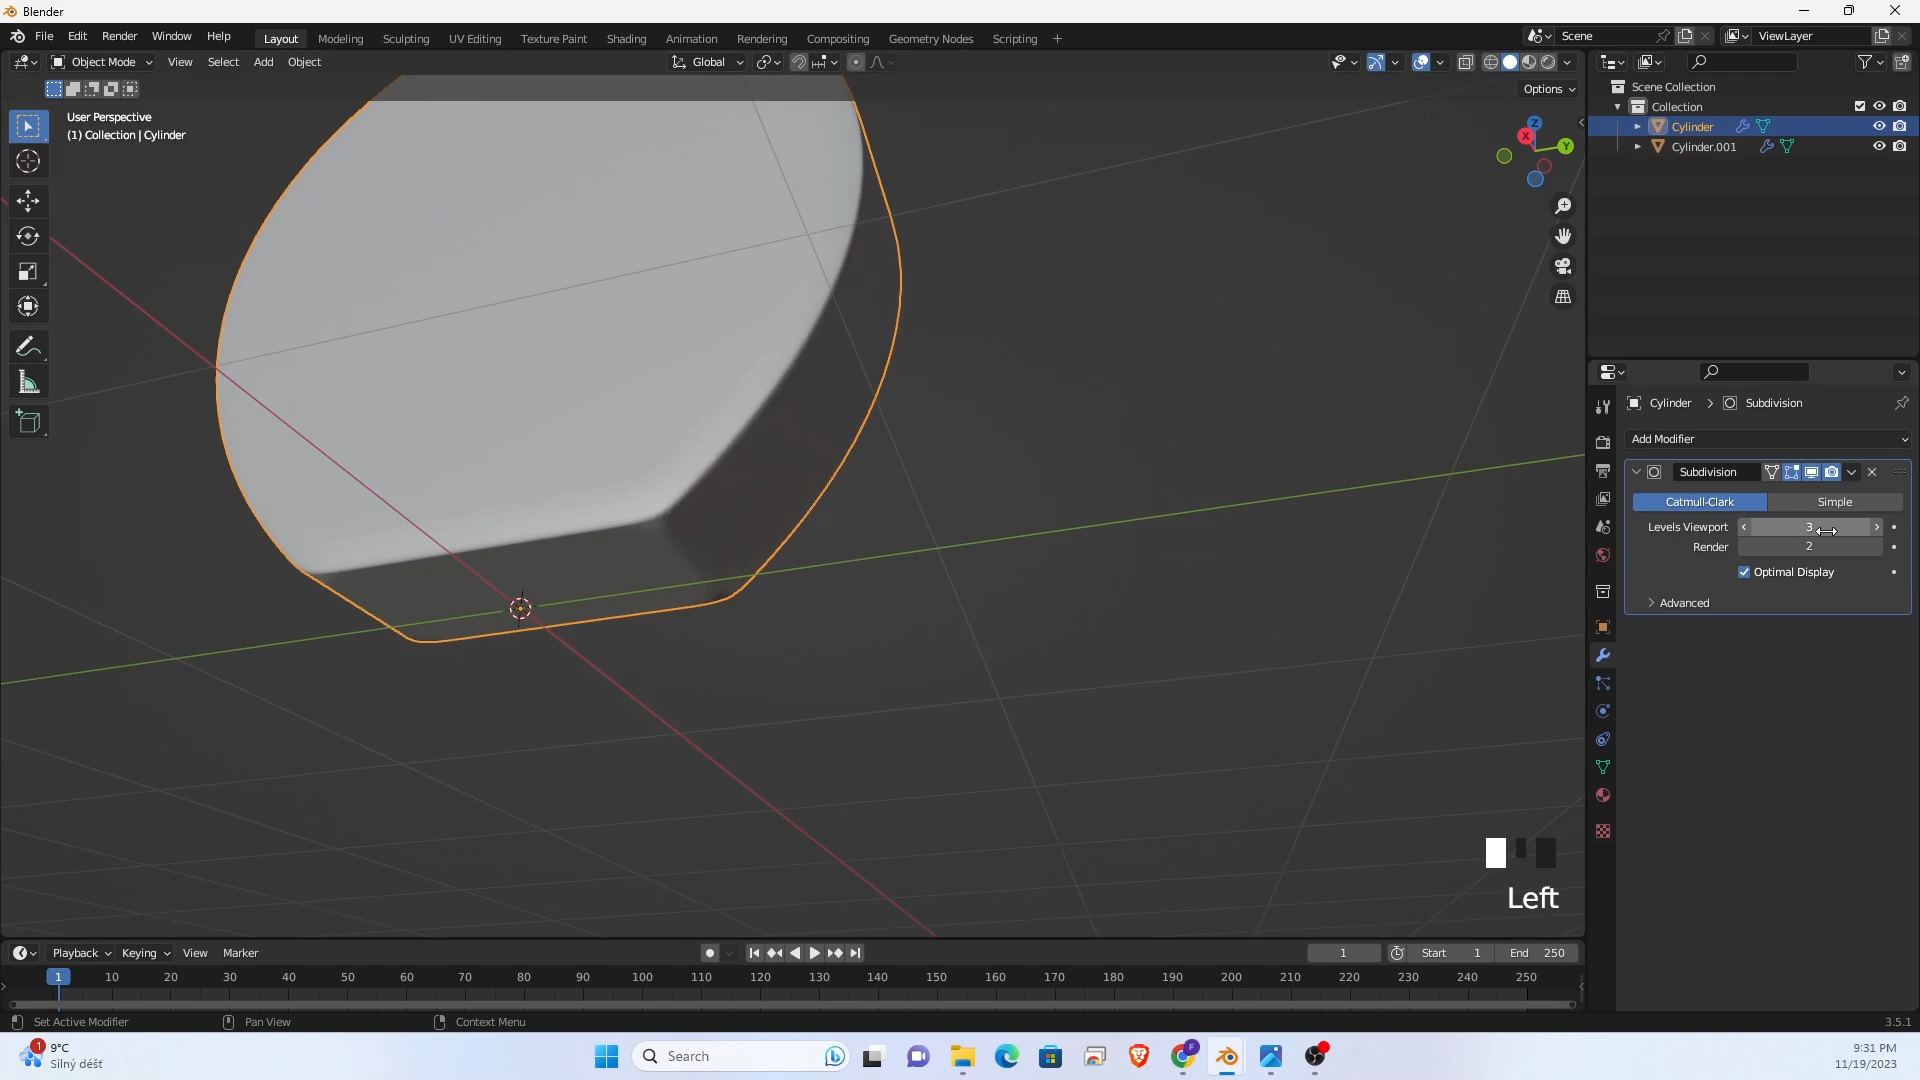 Blender
File Edit Render Window Help Layout Modeling Sculpting UV Editing Texture Paint Shading Animation Rendering Compositing Geometry Nodes Scripting + Scene ViewLayer
Object Mode View Select Add Object Global
Options
User Perspective
(1) Collection | Cylinder
Z
X
Y
Scene Collection
Collection
Cylinder
Cylinder.001
Cylinder > Subdivision
Add Modifier
Subdivision
Catmull-Clark Simple
Levels Viewport 3
Render 2
Optimal Display
Advanced
Left
Playback Keying View Marker 1 Start 1 End 250
1 10 20 30 40 50 60 70 80 90 100 110 120 130 140 150 160 170 180 190 200 210 220 230 240 250
Set Active Modifier Pan View Context Menu 3.5.1
1
9°C
Silný déšť
Search
F
9:31 PM
11/19/2023